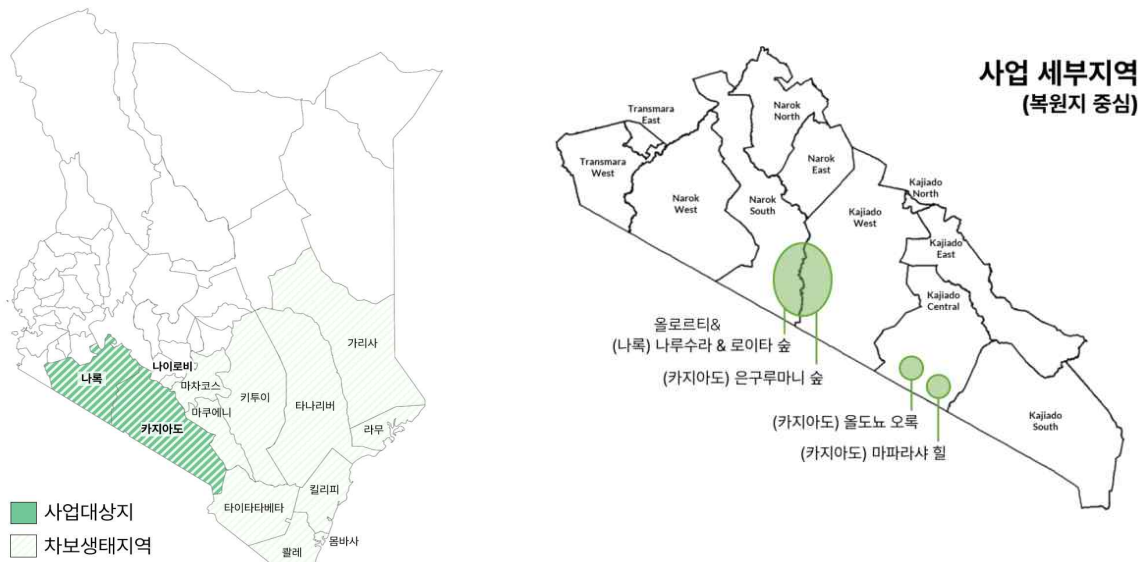 나록
나이로비
마차코스
마쿠에니
카지아도
키투이
타나리버
가리사
라무
킬리피
타이타타베타
몸바사
콸레
사업대상지
차보생태지역
사업 세부지역
(복원지 중심)
Transmara
East
Transmara
West
Narok
North
Narok
East
Narok
West
Narok
South
Kajiado
North
Kajiado
West
Kajiado
East
Kajiado
Central
Kajiado
South
올로르티&
(나록) 나루수라 & 로이타 숲
(카지아도) 은구루마니 숲
(카지아도) 올도뇨 오록
(카지아도) 마파라샤 힐